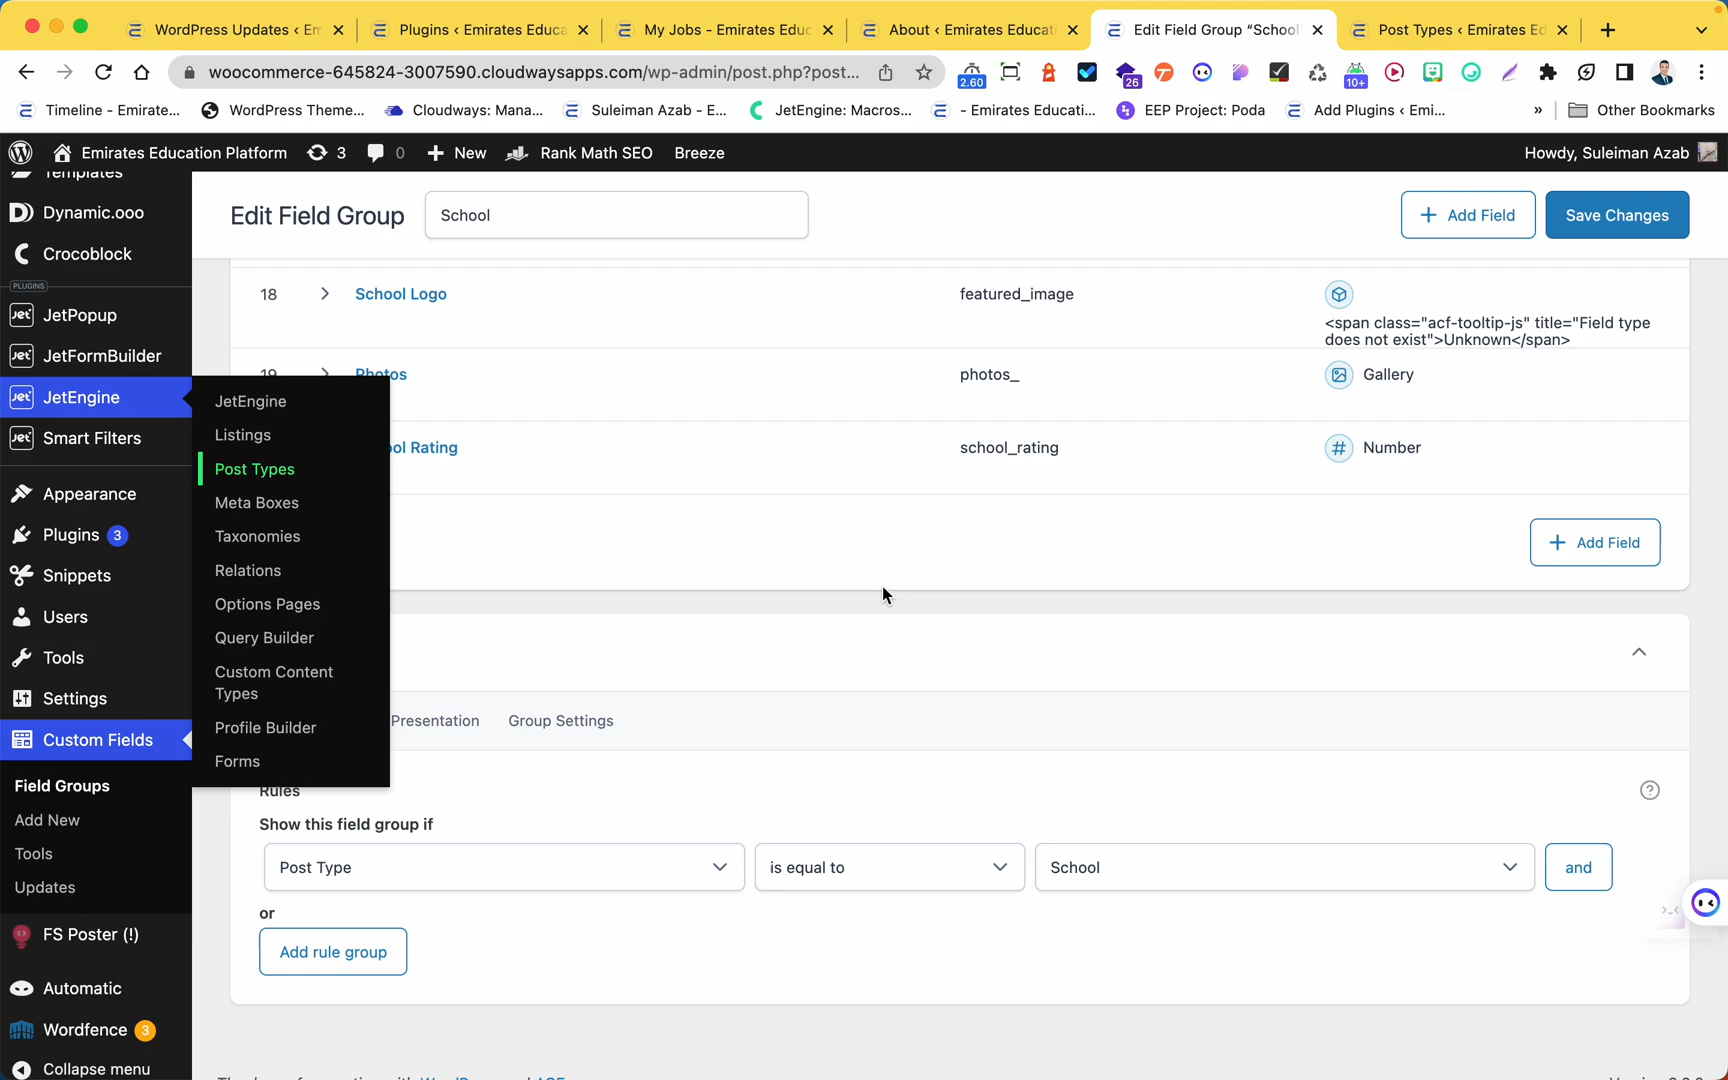 WordPress Updates ‹ Em
Plugins ‹ Emirates Educa
My Jobs - Emirates Educ
About ‹ Emirates Educati
Edit Field Group “School
Post Types ‹ Emirates Ed
woocommerce-645824-3007590.cloudwaysapps.com/wp-admin/post.php?post...
2.60
26
10+
Timeline - Emirate...
WordPress Theme...
Cloudways: Mana...
Suleiman Azab - E...
JetEngine: Macros...
- Emirates Educati...
EEP Project: Poda
Add Plugins ‹ Emi...
»
Other Bookmarks
Emirates Education Platform
3
0
New
Rank Math SEO
Breeze
Howdy, Suleiman Azab
Templates
Dynamic.ooo
Crocoblock
PLUGINS
JetPopup
JetFormBuilder
JetEngine
Smart Filters
Appearance
Plugins 3
Snippets
Users
Tools
Settings
Custom Fields
Field Groups
Add New
Tools
Updates
FS Poster (!)
Automatic
Wordfence 3
Collapse menu
JetEngine
Listings
Post Types
Meta Boxes
Taxonomies
Relations
Options Pages
Query Builder
Custom Content
Types
Profile Builder
Forms
Edit Field Group
School
+ Add Field
Save Changes
18
School Logo
featured_image
<span class="acf-tooltip-js" title="Field type
does not exist">Unknown</span>
19
Photos
photos_
Gallery
ool Rating
school_rating
# Number
+ Add Field
Presentation
Group Settings
Rules
Show this field group if
Post Type
is equal to
School
and
or
Add rule group